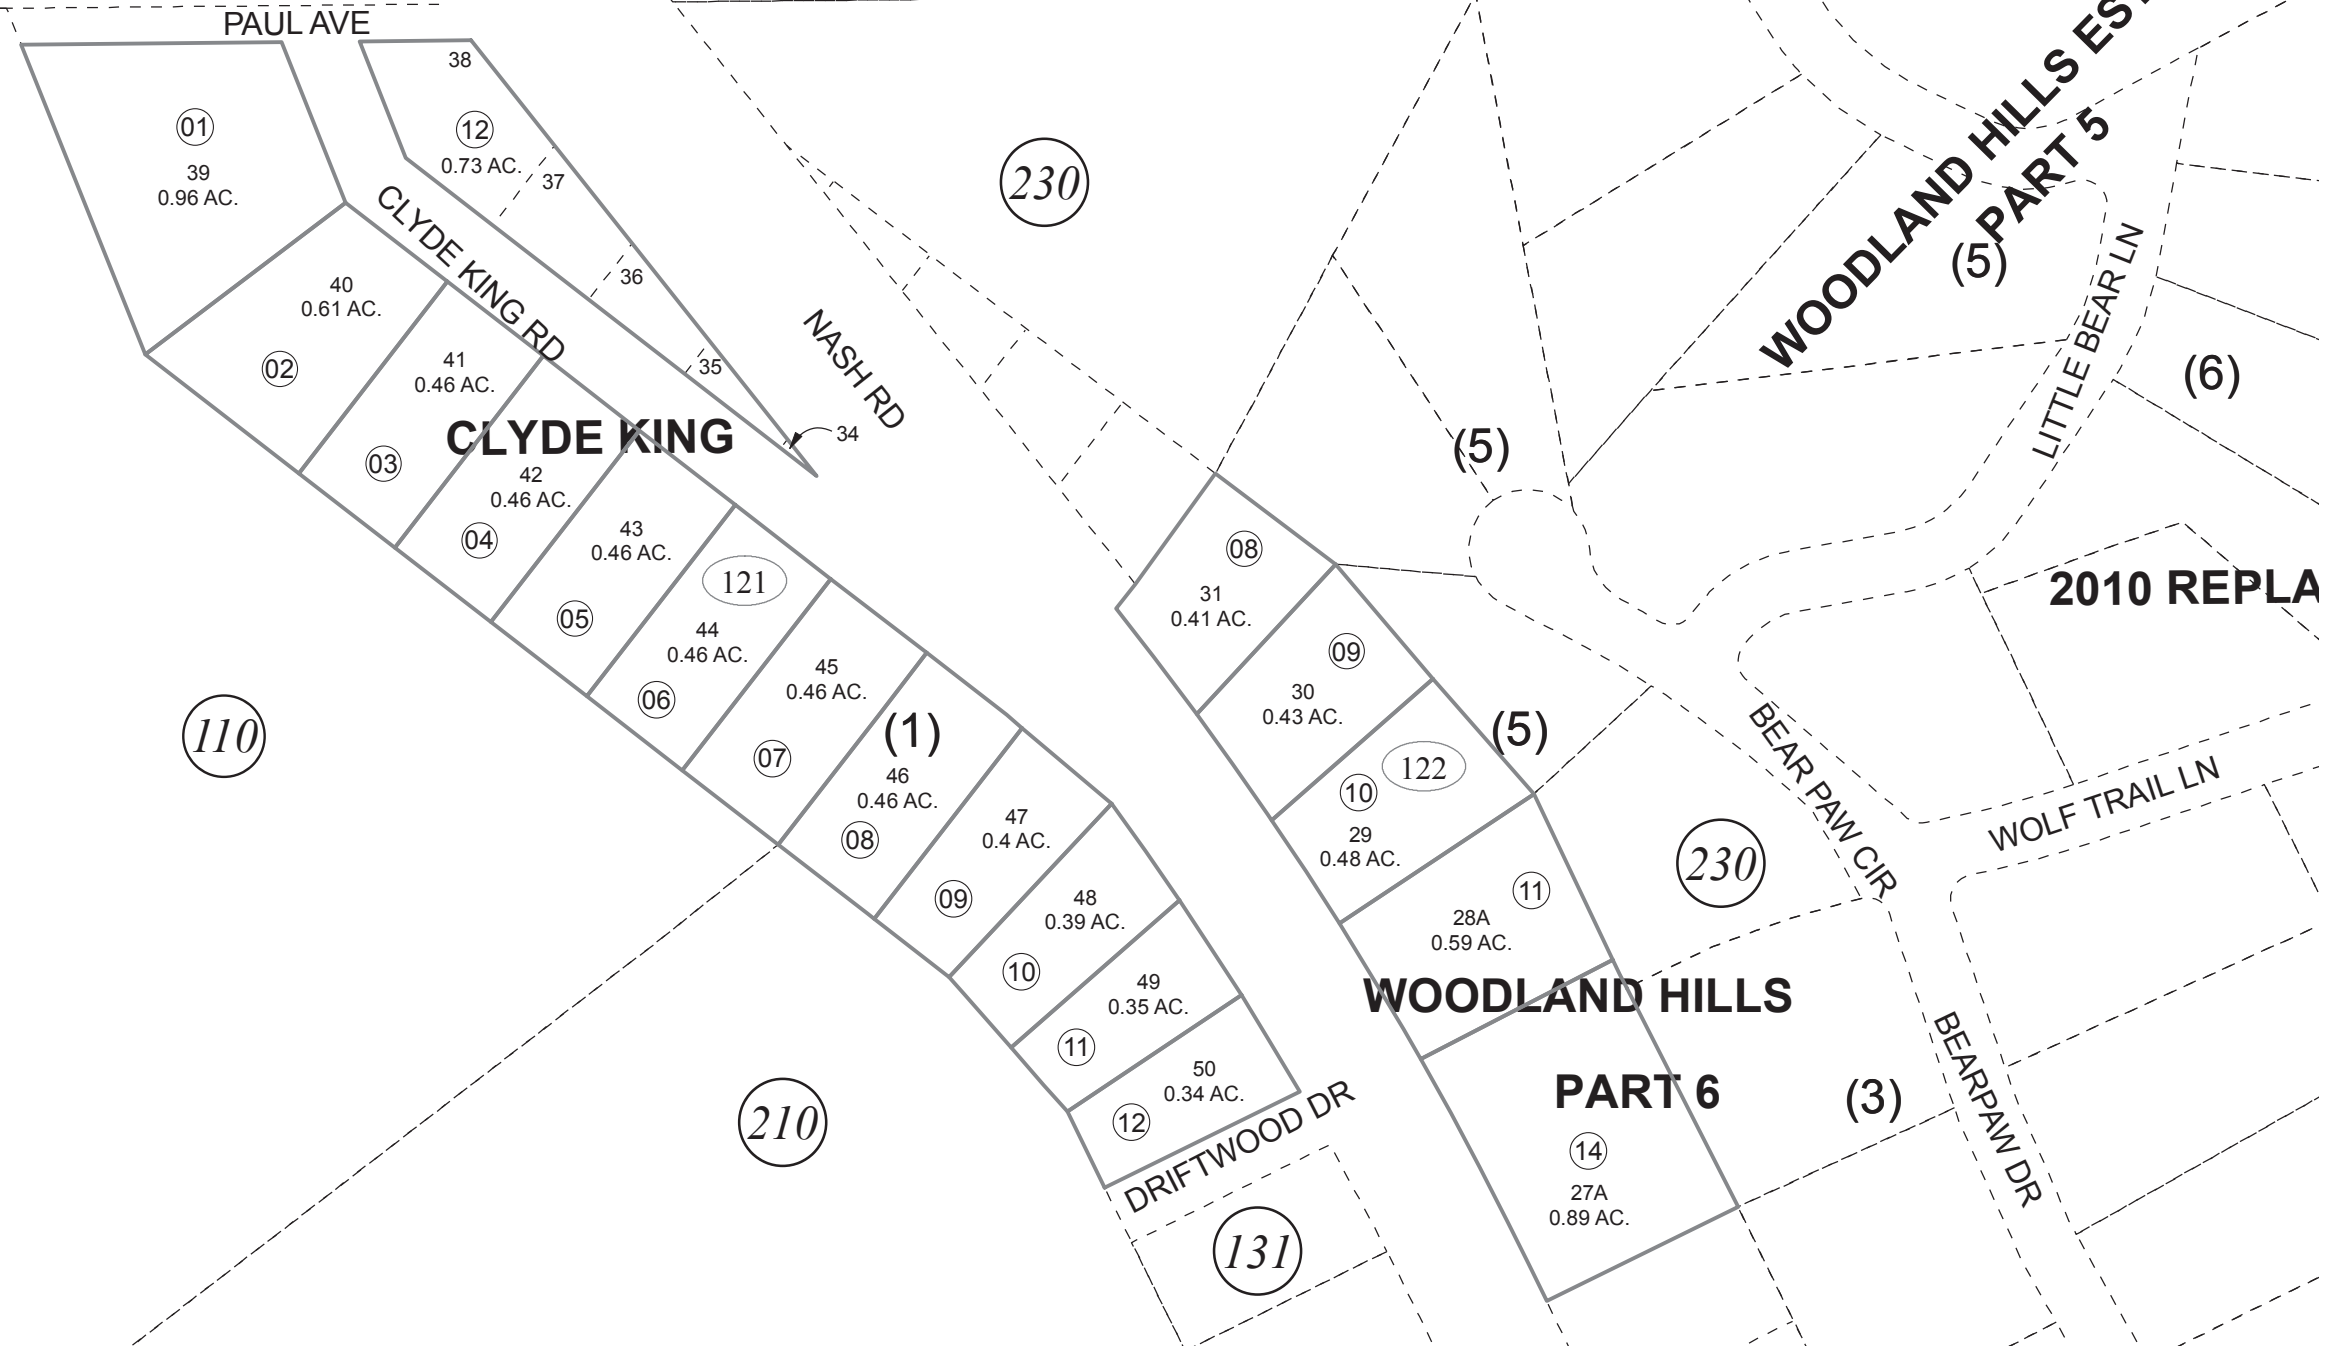 PAUL AVE
38
01
39
0.96 AC.
12
0.73 AC.
37
36
35
34
CLYDE KING RD
NASH RD
230
40
0.61 AC.
02
41
0.46 AC.
03
CLYDE KING
42
0.46 AC.
04
43
0.46 AC.
05
121
44
0.46 AC.
06
45
0.46 AC.
07
(1)
46
0.46 AC.
08
47
0.4 AC.
09
48
0.39 AC.
10
49
0.35 AC.
11
50
0.34 AC.
12
110
210
DRIFTWOOD DR
131
08
31
0.41 AC.
09
30
0.43 AC.
(5)
122
10
29
0.48 AC.
11
28A
0.59 AC.
WOODLAND HILLS
PART 6
14
27A
0.89 AC.
(3)
230
(5)
WOODLAND HILLS
PART 5
(5)
LITTLE BEAR LN
(6)
2010
BEAR PAW CIR
WOLF TRAIL LN
BEARPAW DR